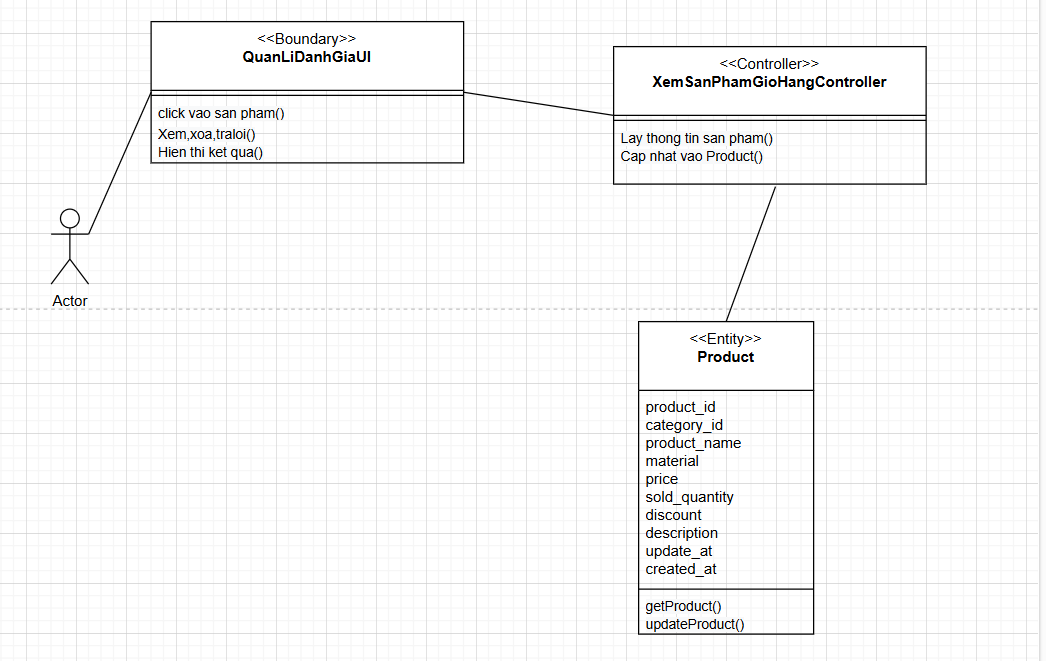 <<Boundary>>
QuanLiDanhGiaUI
click vao san pham()
Xem,xoa,traloi()
Hien thi ket qua()
<<Controller>>
XemSanPhamGioHangController
Lay thong tin san pham()
Cap nhat vao Product()
Actor
<<Entity>>
Product
product_id
category_id
product_name
material
price
sold_quantity
discount
description
update_at
created_at
getProduct()
updateProduct()